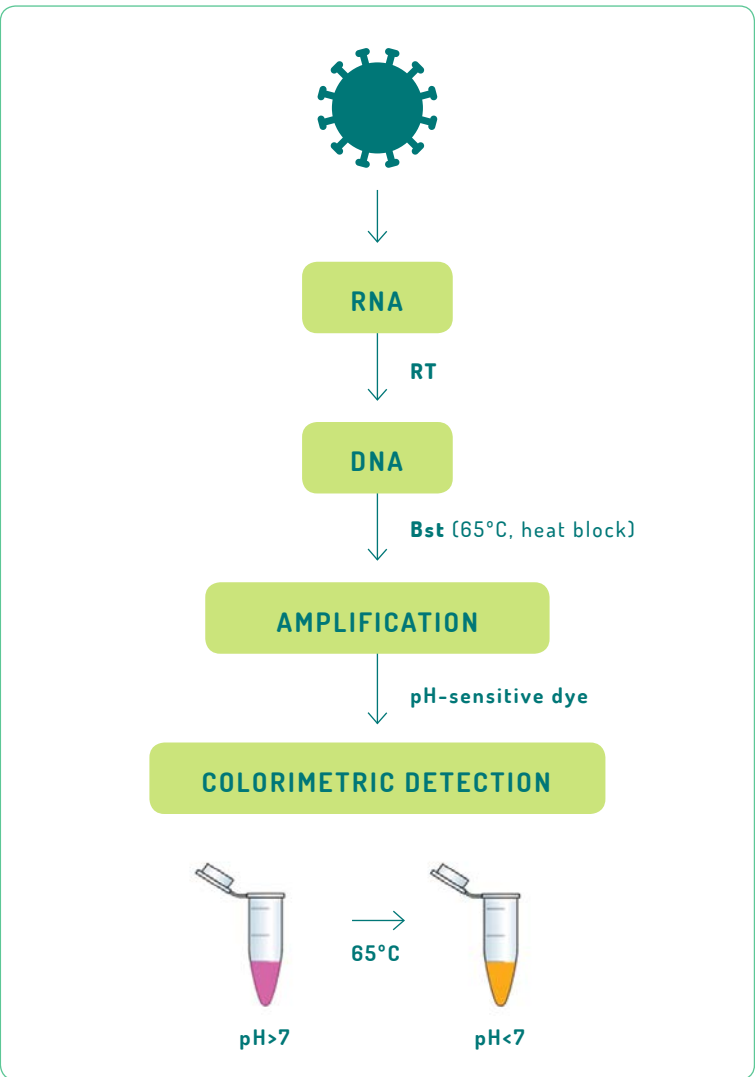 RNA
RT
DNA
Bst (65°C, heat block)
AMPLIFICATION
pH-sensitive dye
COLORIMETRIC DETECTION
65°C
pH>7
pH<7